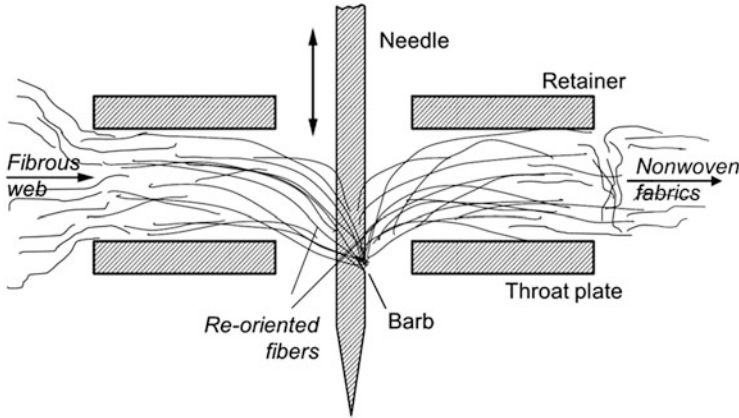 Needle
Retainer
Fibrous
web
Nonwoven
fabrics
Throat plate
Re-oriented
fibers
Barb